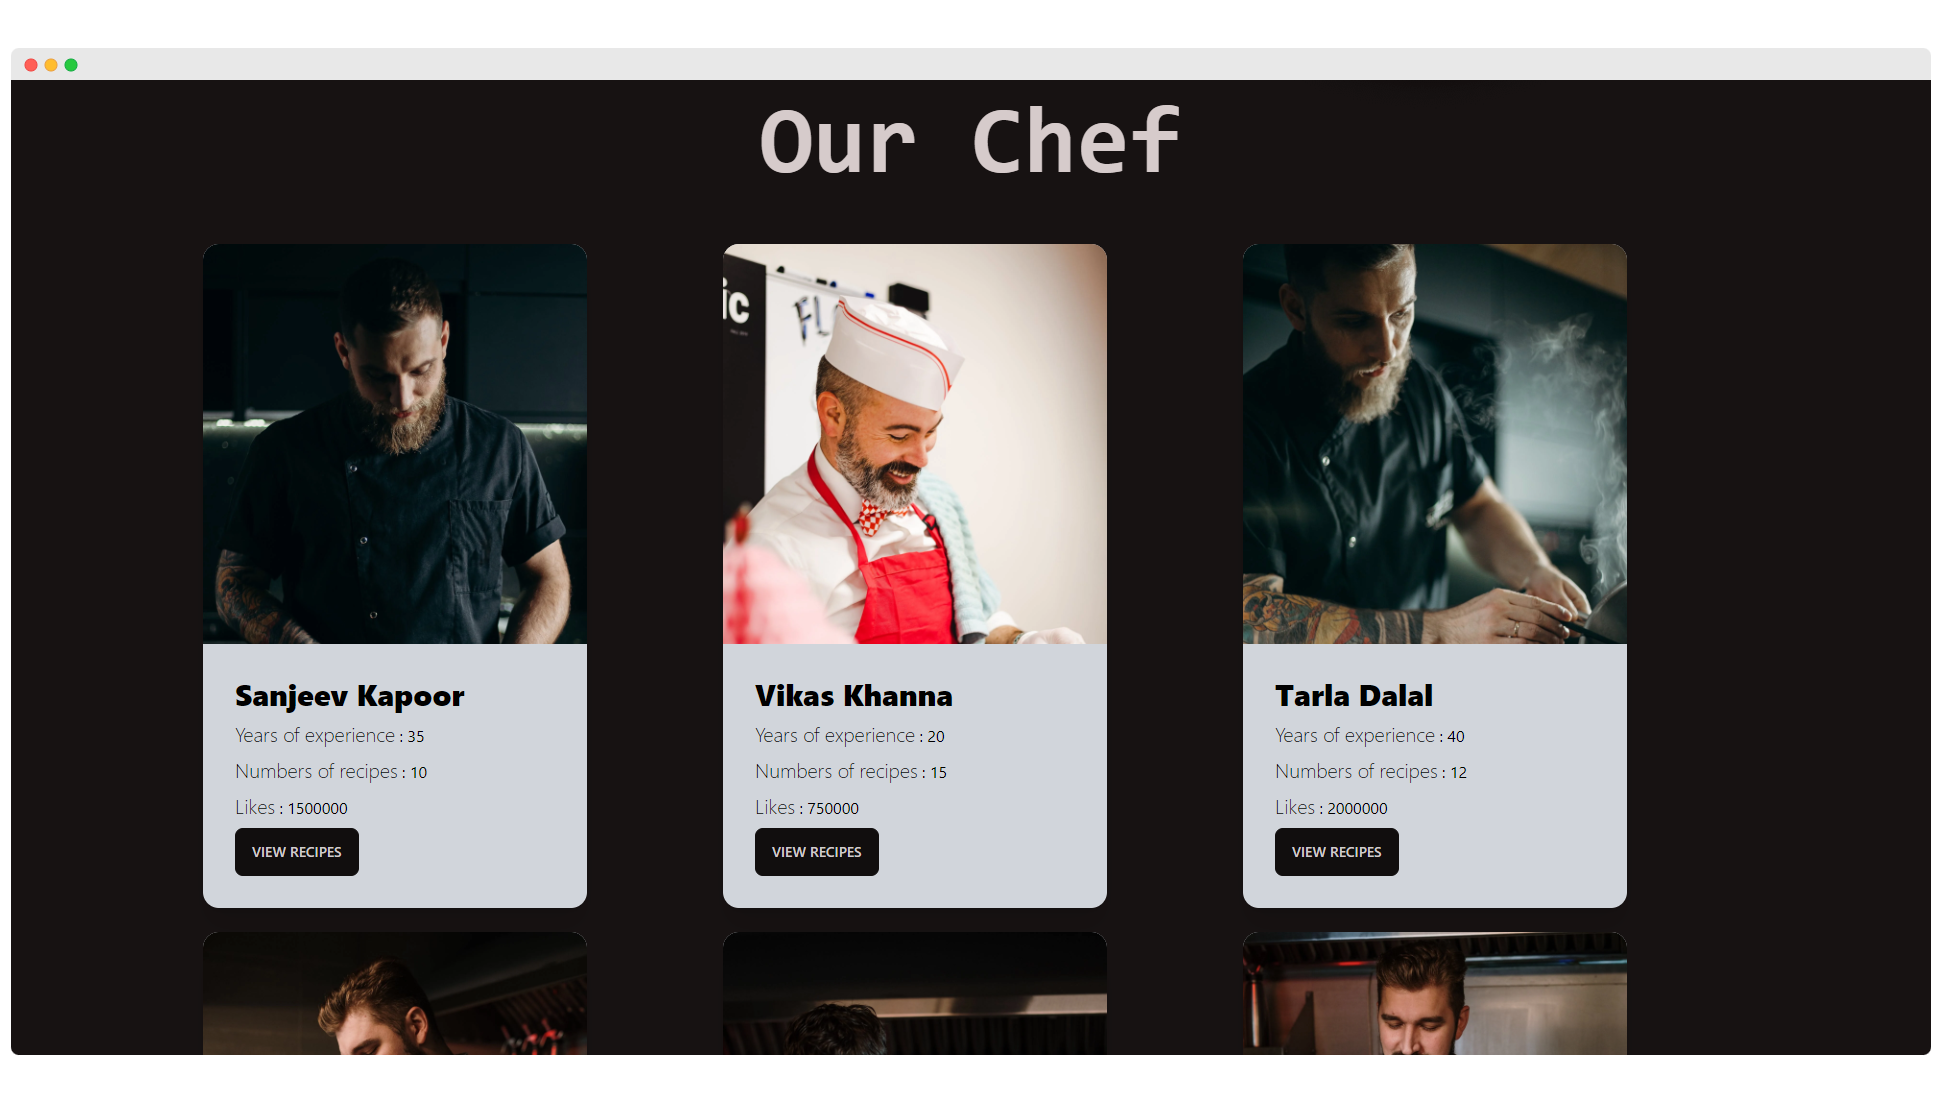 Our Chef
ic
FL
Sanjeev Kapoor
Years of experience : 35
Numbers of recipes : 10
Likes : 1500000
VIEW RECIPES
Vikas Khanna
Years of experience : 20
Numbers of recipes : 15
Likes : 750000
VIEW RECIPES
Tarla Dalal
Years of experience : 40
Numbers of recipes : 12
Likes : 2000000
VIEW RECIPES